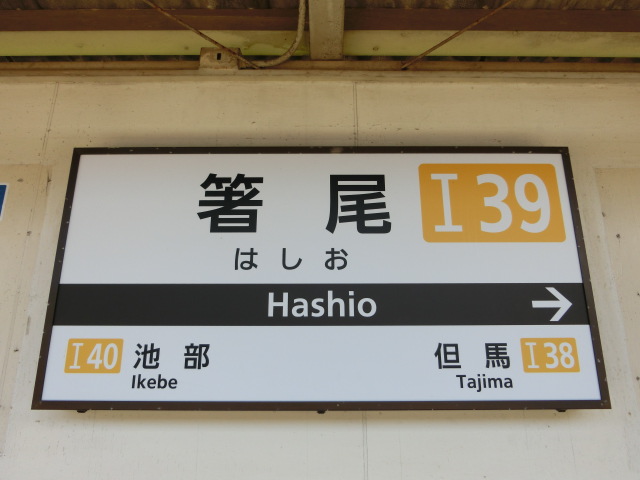 箸尾 I39
はしお
Hashio →
I40 池部 但馬 I38
Ikebe Tajima